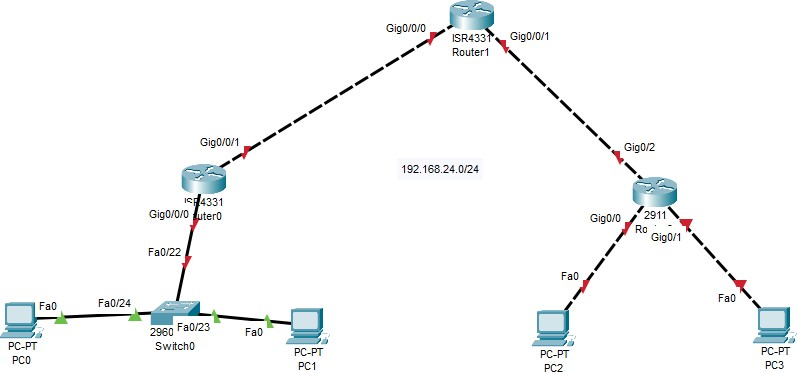 Gig0/0/0
ISR4331
Router1
Gig0/0/1
Gig0/0/1
Gig0/2
192.168.24.0/24
ISR4331
uter0
Gig0/0/0
2911
Gig0/0
Gig0/1
Fa0/22
Fa0
Fa0
Fa0
Fa0/24
Fa0/23
Fa0
2960
Switch0
PC-PT
PC0
PC-PT
PC1
PC-PT
PC2
PC-PT
PC3